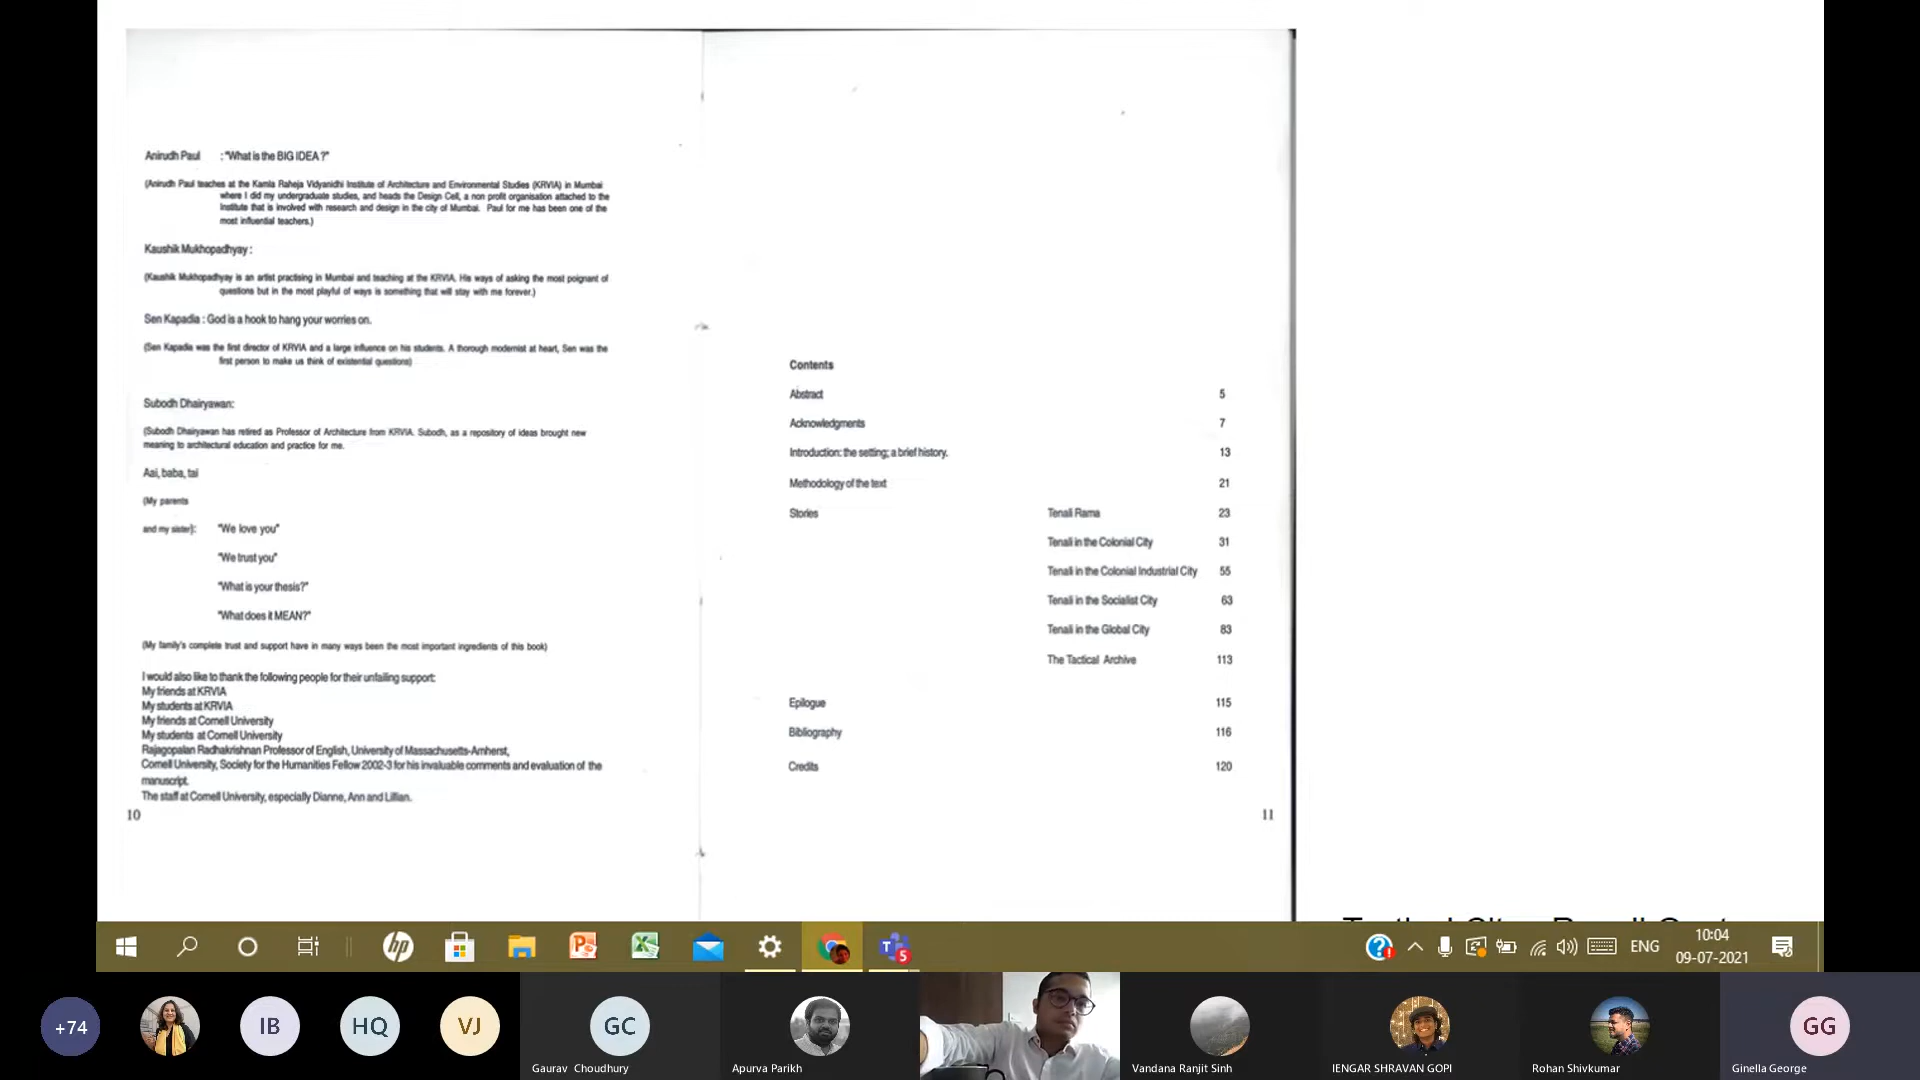 Anirudh Paul : "What is the BIG IDEA ?"
(Anirudh Paul teaches at the Kamla Raheja Vidyanidhi Institute of Architecture and Environmental Studies (KRVIA) in Mumbai
where I did my undergraduate studies, and heads the Design Cell, a non profit organisation attached to the
Institute that is involved with research and design in the city of Mumbai. Paul for me has been one of the
most influential teachers.)
Kaushik Mukhopadhyay :
(Kaushik Mukhopadhyay is an artist practising in Mumbai and teaching at the KRVIA. His ways of asking the most poignant of
questions but in the most playful of ways is something that will stay with me forever.)
Sen Kapadia : God is a hook to hang your worries on.
(Sen Kapadia was the first director of KRVIA and a large influence on his students. A thorough modernist at heart, Sen was the
first person to make us think of existential questions)
Subodh Dhairyawan:
(Subodh Dhairyawan has retired as Professor of Architecture from KRVIA. Subodh, as a repository of ideas brought new
meaning to architectural education and practice for me.
Aai, baba, tai
(My parents
and my sister): "We love you"
"We trust you"
"What is your thesis?"
"What does it MEAN?"
(My family's complete trust and support have in many ways been the most important ingredients of this book)
I would also like to thank the following people for their unfailing support:
My friends at KRVIA
My students at KRVIA
My friends at Cornell University
My students at Cornell University
Rajagopalan Radhakrishnan Professor of English, University of Massachusetts-Amherst,
Cornell University, Society for the Humanities Fellow 2002-3 for his invaluable comments and evaluation of the
manuscript.
The staff at Cornell University, especially Dianne, Ann and Lillian.
10
Contents
Abstract 5
Acknowledgments 7
Introduction: the setting; a brief history. 13
Methodology of the text 21
Stories Tenali Rama 23
Tenali in the Colonial City 31
Tenali in the Colonial Industrial City 55
Tenali in the Socialist City 63
Tenali in the Global City 83
The Tactical Archive 113
Epilogue 115
Bibliography 116
Credits 120
11
hp
5
ENG
10:04
09-07-2021
+74
IB
HQ
VJ
GC
Gaurav Choudhury
Apurva Parikh
Vandana Ranjit Sinh
IENGAR SHRAVAN GOPI
Rohan Shivkumar
GG
Ginella George